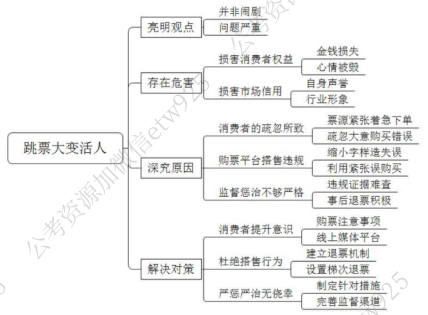 跳票大变活人
亮明观点
并非闹剧
问题严重
存在危害
损害消费者权益
金钱损失
心情被毁
损害市场信用
自身声誉
行业形象
深究原因
消费者的疏忽所致
票源紧张着急下单
疏忽大意购买错误
购票平台搭售违规
缩小字样造失误
利用紧张误购买
监督惩治不够严格
违规证据难查
事后退票积极
解决对策
消费者提升意识
购票注意事项
线上媒体平台
杜绝搭售行为
建立退票机制
设置梯次退票
严惩严治无侥幸
制定针对措施
完善监督渠道
公考资源加微信etw925